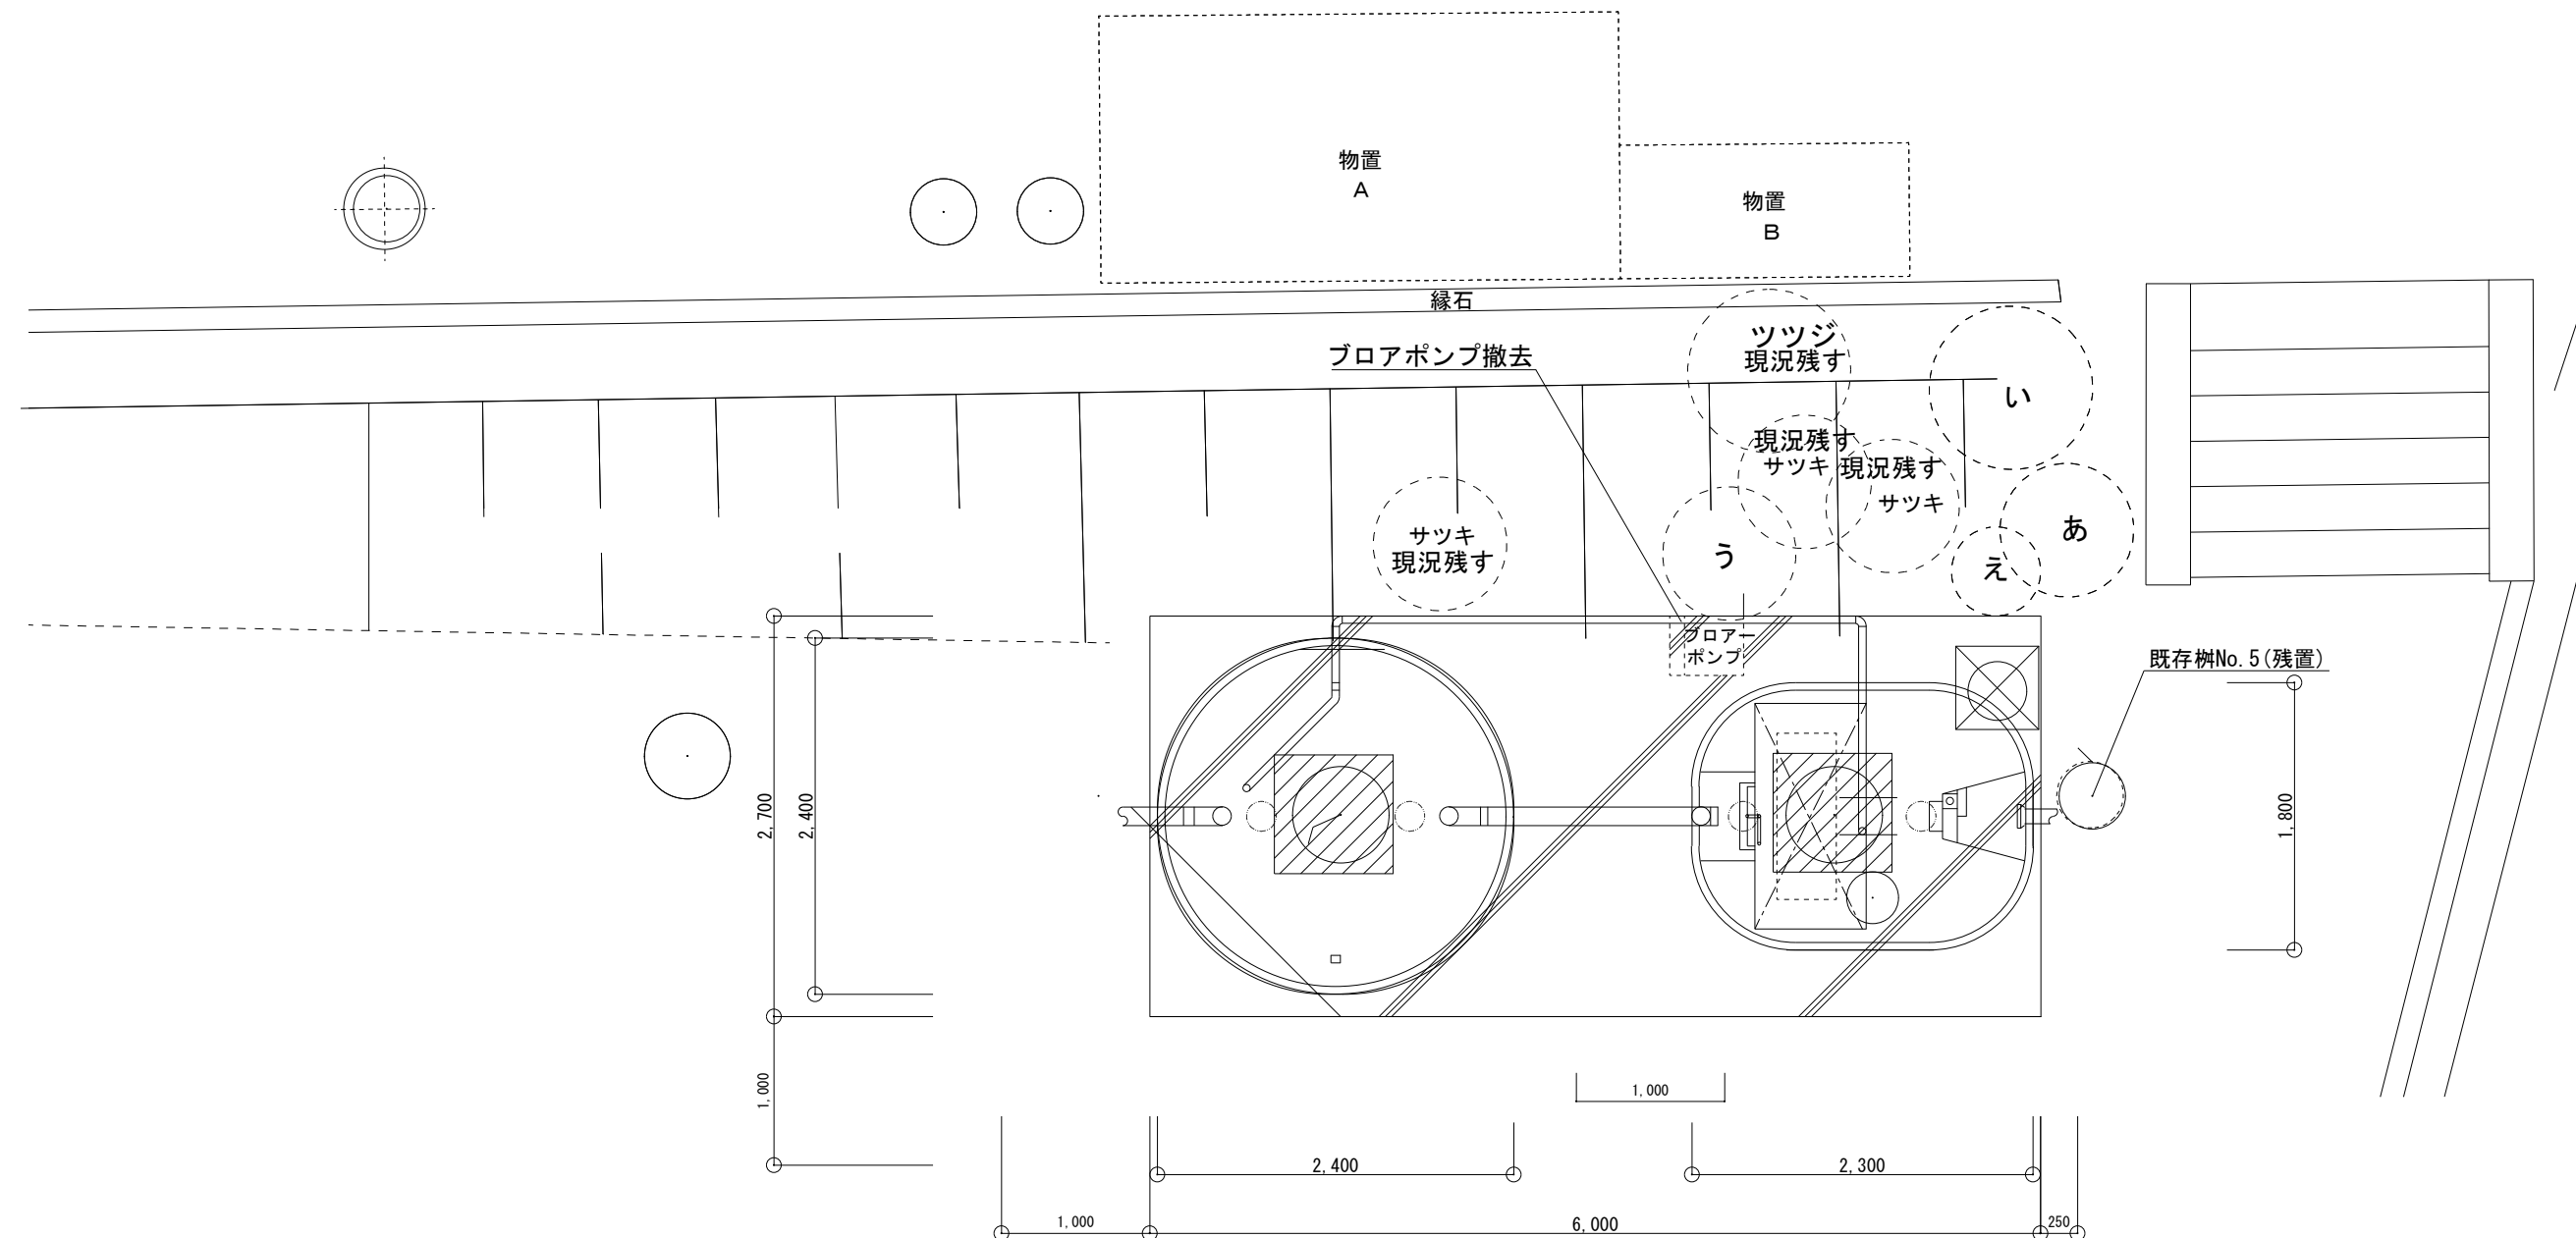 物置
A
物置
B
縁石
ツツジ
現況残す
ブロアポンプ撤去
い
現況残す
サツキ
現況残す
サツキ
サツキ
現況残す
う
あ
え
ブロアー
ポンプ
既存桝No.5(残置)
2,700
2,400
1,800
1,000
1,000
2,400
2,300
1,000
6,000
250